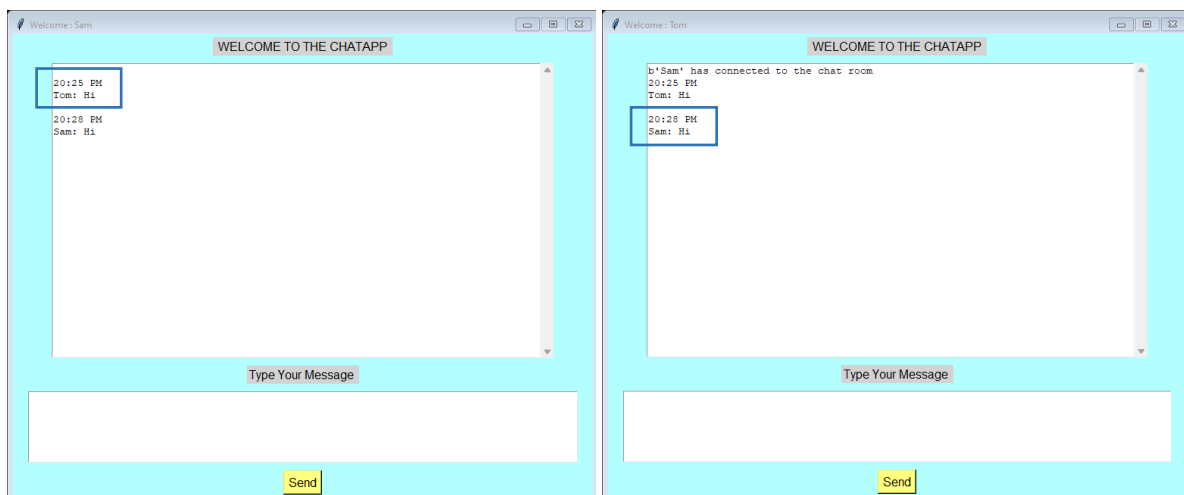 Welcome : Sam
WELCOME TO THE CHATAPP
20:25 PM
Tom: Hi
20:28 PM
Sam: Hi
Type Your Message
Send
Welcome : Tom
WELCOME TO THE CHATAPP
b'Sam' has connected to the chat room
20:25 PM
Tom: Hi
20:28 PM
Sam: Hi
Type Your Message
Send